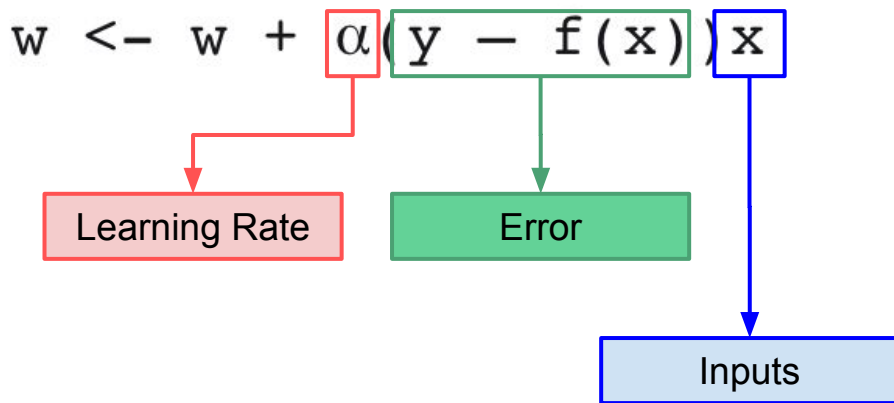 w <- w + α(y – f(x))x
Learning Rate
Error
Inputs